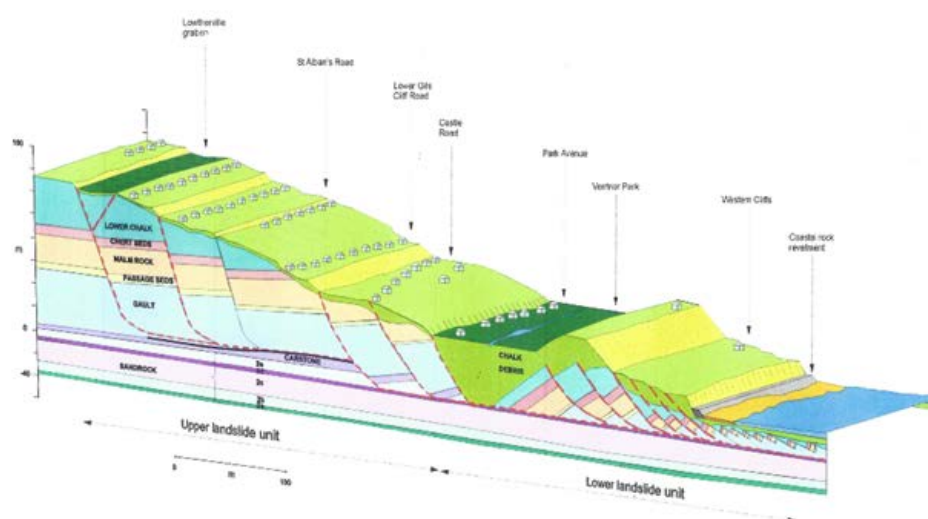 Lowtherville
graben
St Alban's Road
Lower Gills
Cliff Road
Castle
Road
Park Avenue
Ventnor Park
Western Cliffs
Coastal rock
revetment
100
m
0
-40
LOWER CHALK
CHERT BEDS
MALM ROCK
PASSAGE BEDS
GAULT
CARSTONE
SANDROCK
CHALK
DEBRIS
Upper landslide unit
Lower landslide unit
0
50
100